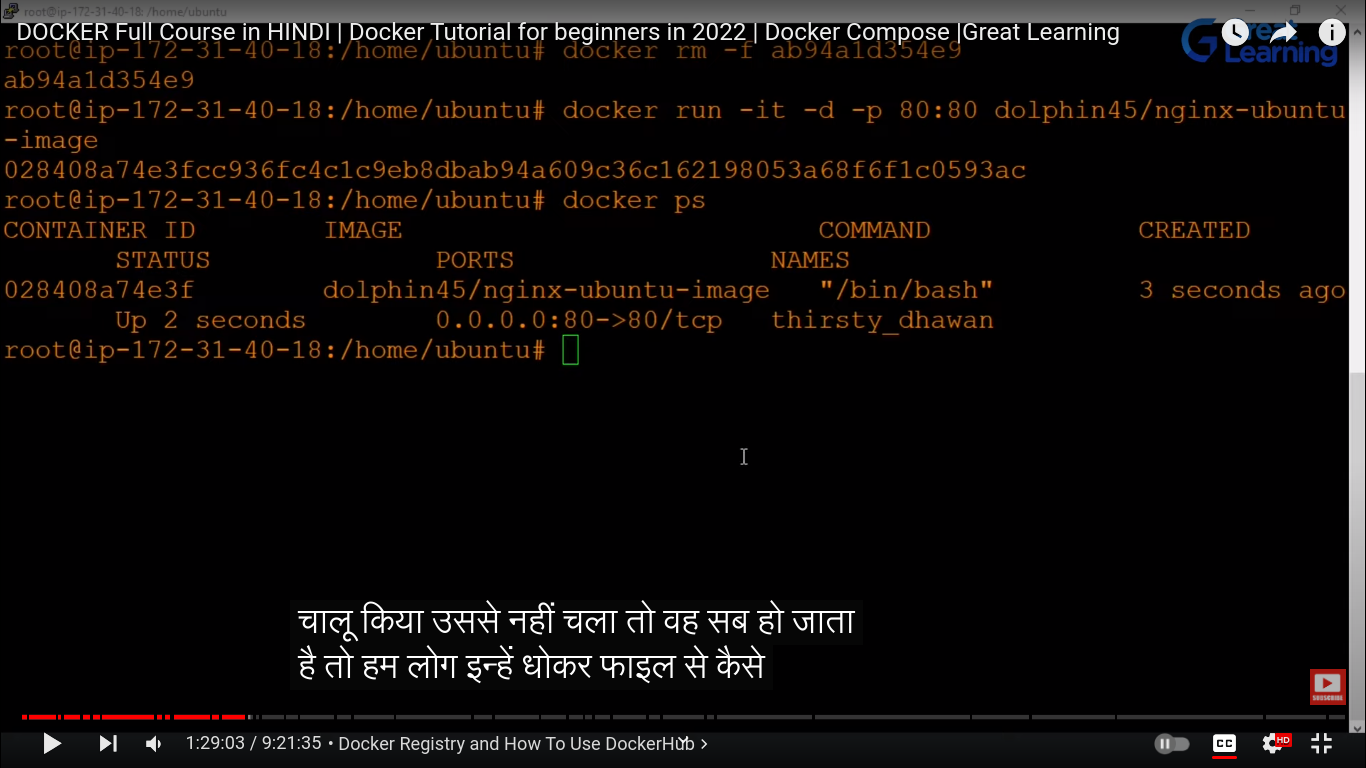 root@ip-172-31-40-18: /home/ubuntu
DOCKER Full Course in HINDI | Docker Tutorial for beginners in 2022 | Docker Compose |Great Learning
Great
Learning
root@ip-172-31-40-18:/home/ubuntu# docker rm -f ab94a1d354e9
ab94a1d354e9
root@ip-172-31-40-18:/home/ubuntu# docker run -it -d -p 80:80 dolphin45/nginx-ubuntu
-image
028408a74e3fcc936fc4c1c9eb8dbab94a609c36c162198053a68f6f1c0593ac
root@ip-172-31-40-18:/home/ubuntu# docker ps
CONTAINER ID IMAGE COMMAND CREATED
STATUS PORTS NAMES
028408a74e3f dolphin45/nginx-ubuntu-image "/bin/bash" 3 seconds ago
Up 2 seconds 0.0.0.0:80->80/tcp thirsty_dhawan
root@ip-172-31-40-18:/home/ubuntu#
चालू किया उससे नहीं चला तो वह सब हो जाता
है तो हम लोग इन्हें धोकर फाइल से कैसे
SUBSCRIBE
1:29:03 / 9:21:35 • Docker Registry and How To Use DockerHub >
CC
HD